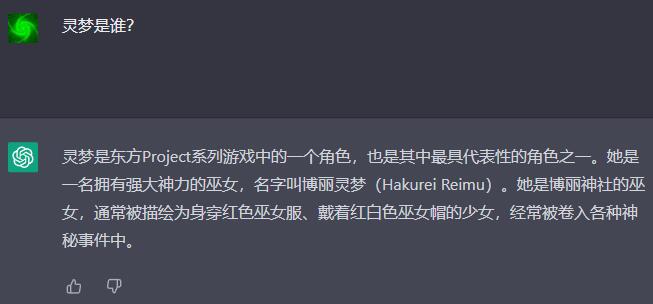 灵梦是谁？
灵梦是东方Project系列游戏中的一个角色，也是其中最具代表性的角色之一。她是
一名拥有强大神力的巫女，名字叫博丽灵梦（Hakurei Reimu）。她是博丽神社的巫
女，通常被描绘为身穿红色巫女服、戴着红白色巫女帽的少女，经常被卷入各种神
秘事件中。